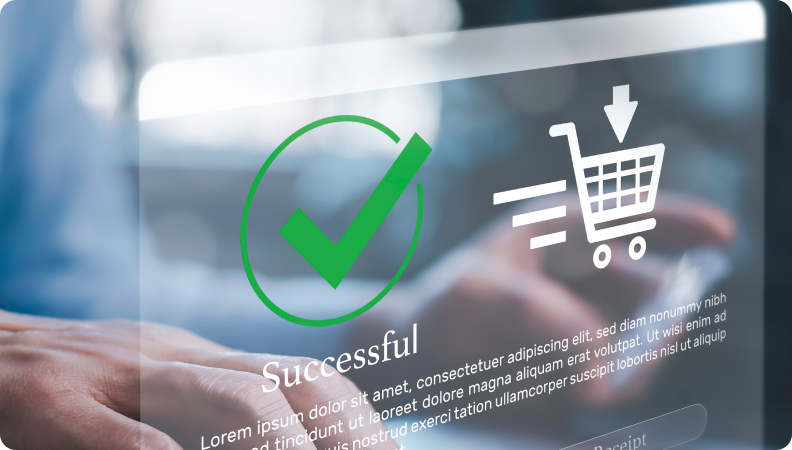 Successful
Lorem ipsum dolor sit amet, consectetuer adipiscing elit, sed diam nonummy nibh
tincidunt ut laoreet dolore magna aliquam erat volutpat. Ut wisi enim ad
quis nostrud exerci tation ullamcorper suscipit lobortis nisl ut aliquip
Receipt